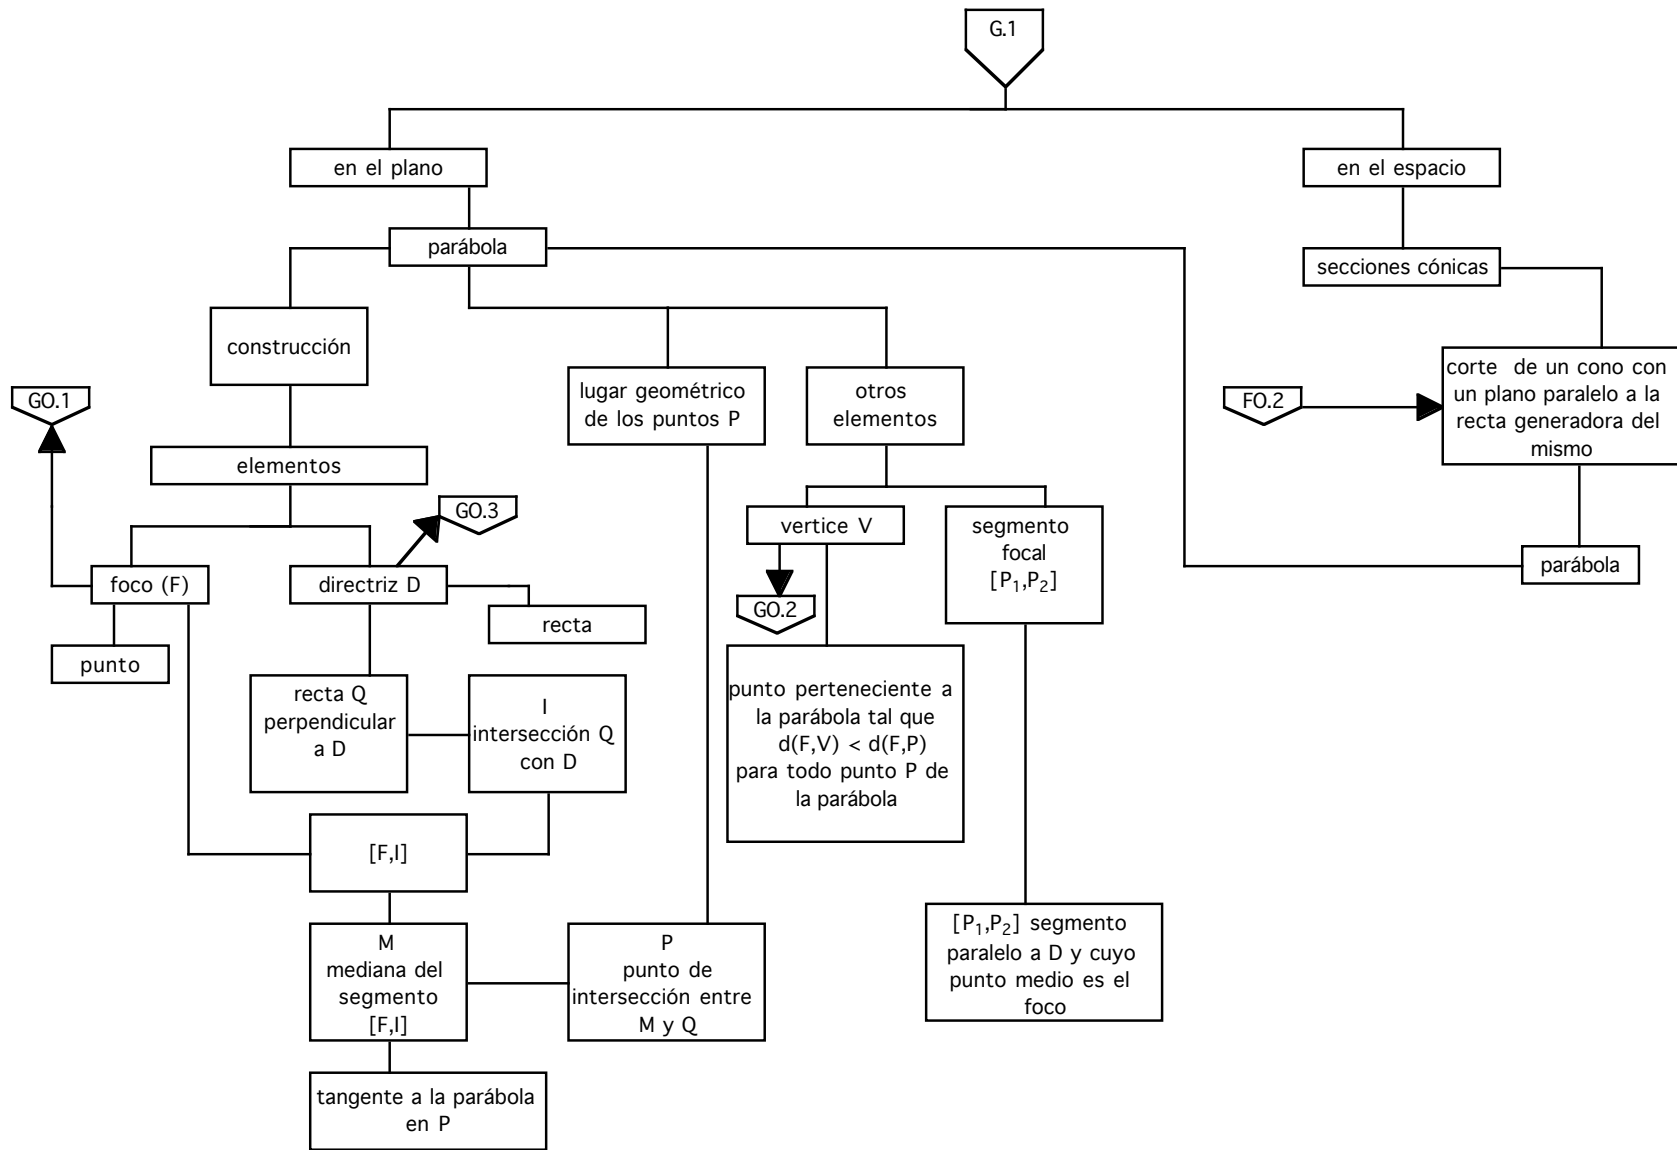 G.1
en el plano
en el espacio
parábola
secciones cónicas
construcción
lugar geométrico
de los puntos P
otros
elementos
corte de un cono con
un plano paralelo a la
recta generadora del
mismo
GO.1
FO.2
elementos
GO.3
vertice V
segmento
focal
[P₁,P₂]
foco (F)
directriz D
parábola
GO.2
recta
punto
recta Q
perpendicular
a D
I
intersección Q
con D
punto perteneciente a
la parábola tal que
d(F,V) < d(F,P)
para todo punto P de
la parábola
[F,I]
M
mediana del
segmento
[F,I]
P
punto de
intersección entre
M y Q
[P₁,P₂] segmento
paralelo a D y cuyo
punto medio es el
foco
tangente a la parábola
en P